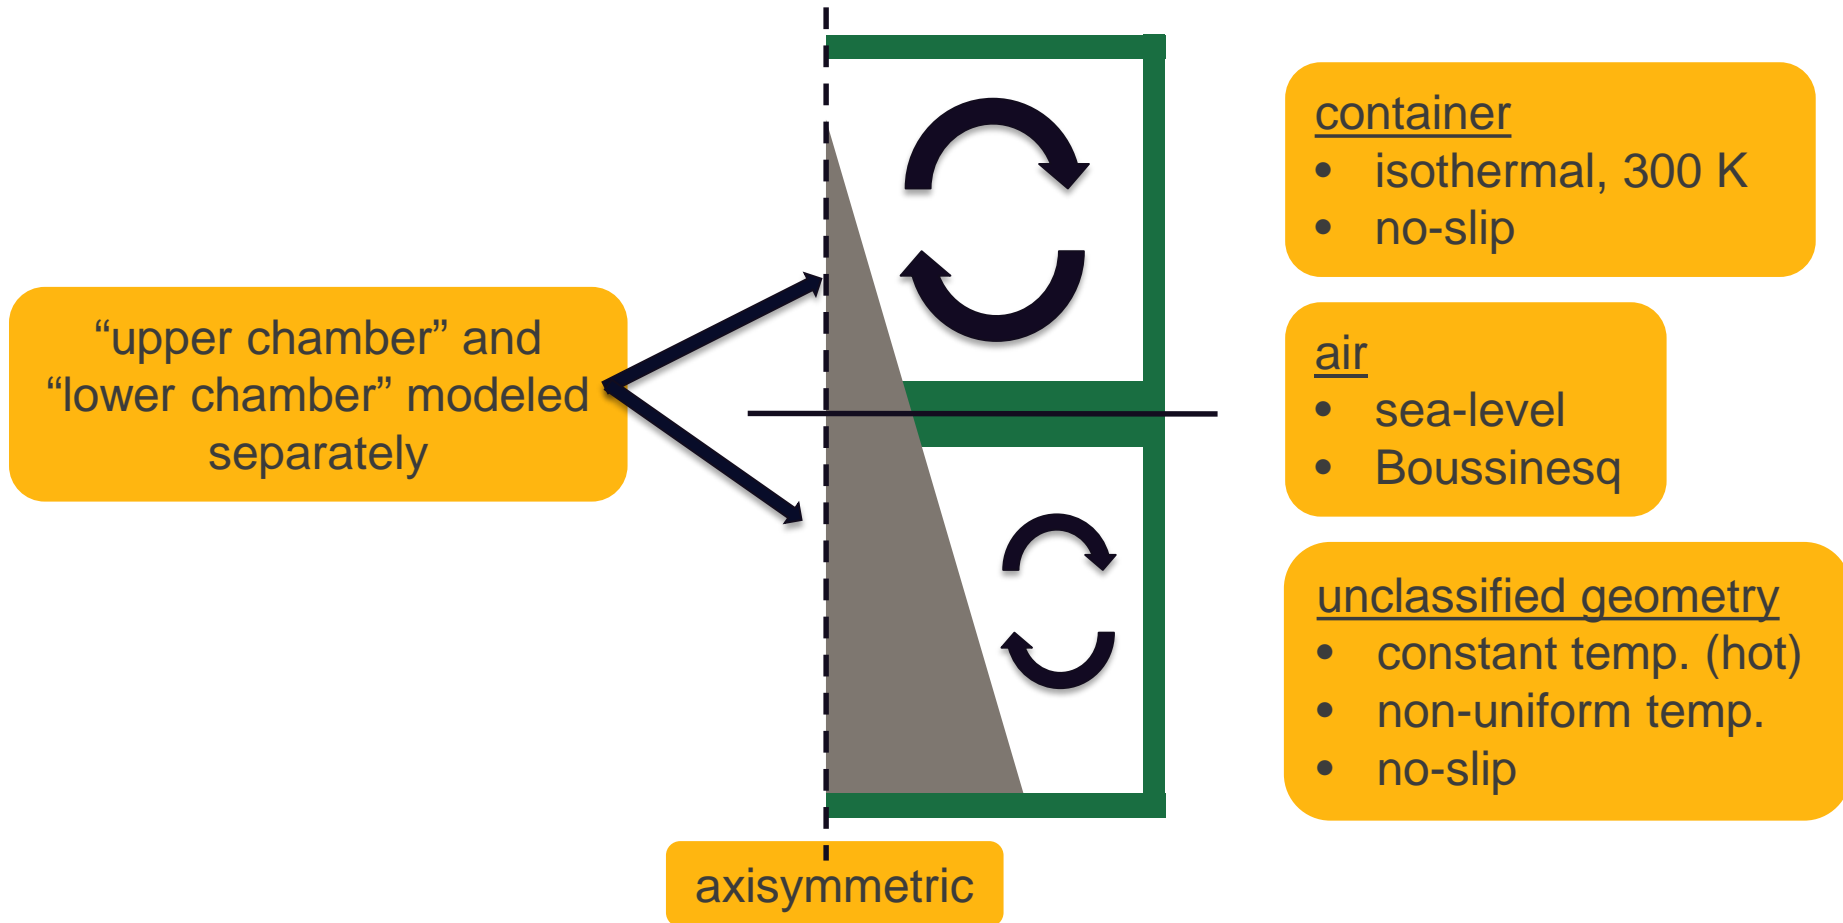 “upper chamber” and
“lower chamber” modeled
separately
container
• isothermal, 300 K
• no-slip
air
• sea-level
• Boussinesq
unclassified geometry
• constant temp. (hot)
• non-uniform temp.
• no-slip
axisymmetric